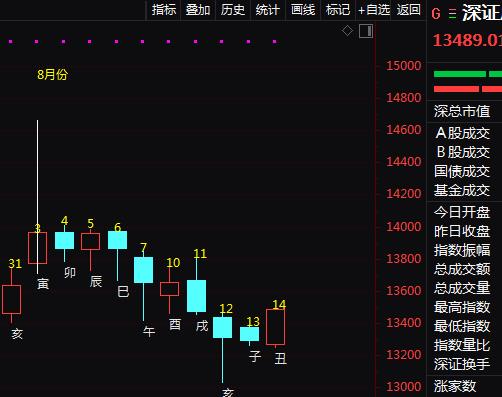 指标 叠加 历史 统计 画线 标记 +自选 返回
G 深证
13489.01
8月份
15000
14800
14600
14400
14200
14000
13800
13600
13400
13200
13000
31 3 4 5 6 7 10 11 12 13 14
亥 寅 卯 辰 巳 午 酉 戌 亥 子 丑
深总市值
A股成交
B股成交
国债成交
基金成交
今日开盘
昨日收盘
指数振幅
总成交额
总成交量
最高指数
最低指数
指数量比
深证换手
涨家数